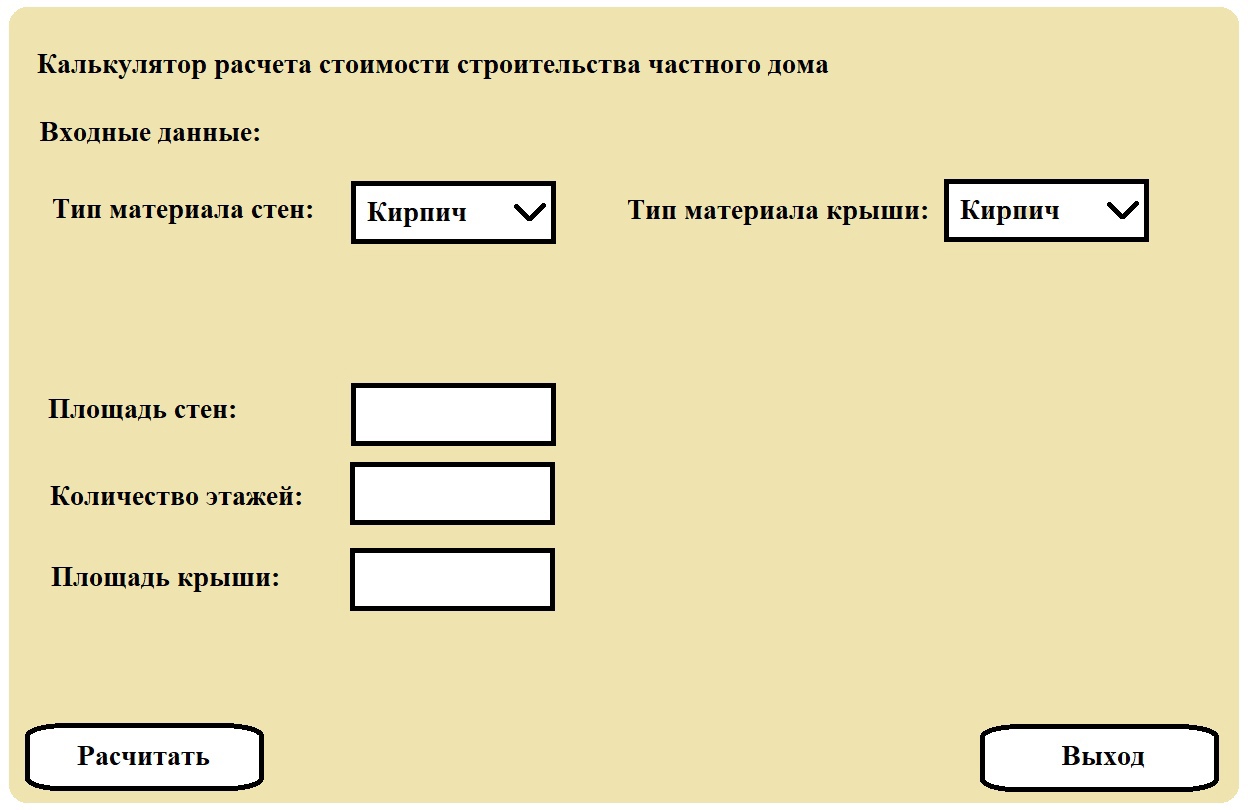 Калькулятор расчета стоимости строительства частного дома
Входные данные:
Тип материала стен: Кирпич Тип материала крыши: Кирпич
Площадь стен:
Количество этажей:
Площадь крыши:
Расчитать Выход